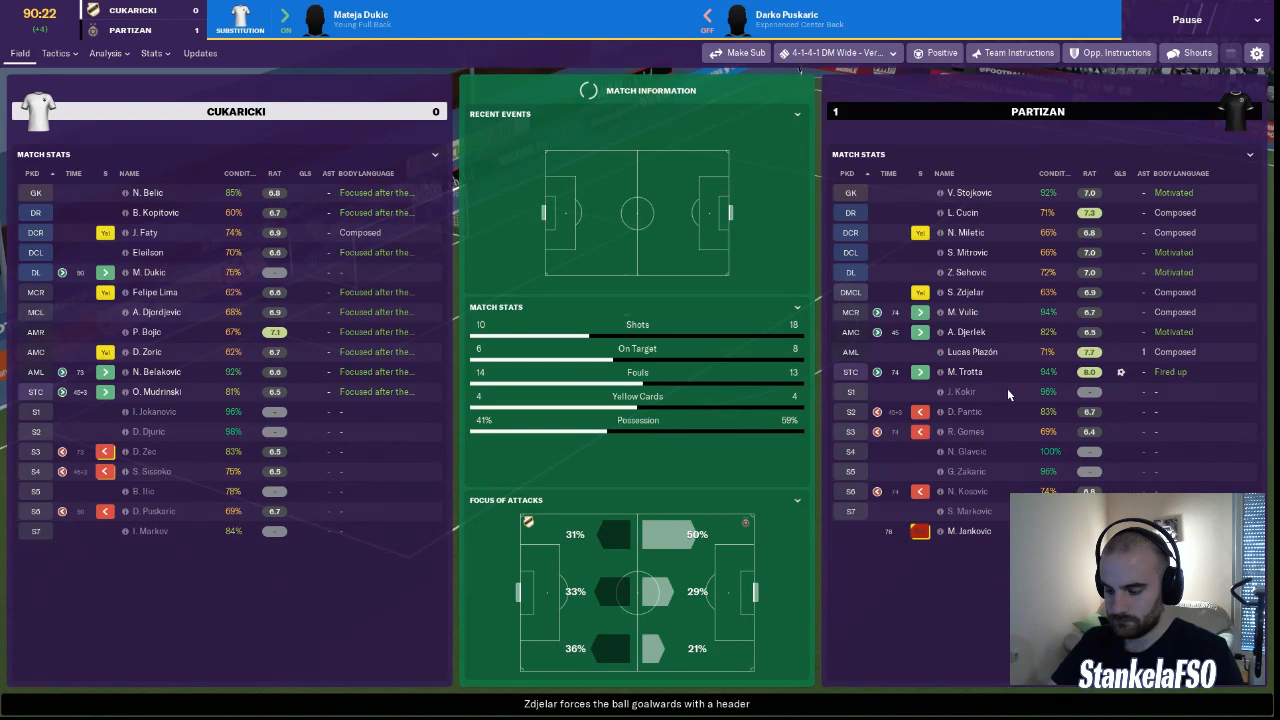 90:22
(+4)
CUKARICKI 0
PARTIZAN 1
SUBSTITUTION
ON
Mateja Dukic
Young Full Back
OFF
Darko Puskaric
Experienced Center Back
Pause
Field Tactics Analysis Stats Updates
Make Sub 4-1-4-1 DM Wide - Ver... Positive Team Instructions Opp. Instructions Shouts
CUKARICKI 0
MATCH STATS
PKD TIME S NAME CONDIT... RAT GLS AST BODY LANGUAGE
GK N. Belic 85% 6.8 - Focused after the...
DR B. Kopitovic 60% 6.7 - Focused after the...
DCR Yel J. Faty 74% 6.9 - Composed
DCL Eleilson 70% 6.6 - Focused after the...
DL 90 M. Dukic 75% - - -
MCR Yel Felipe Lima 62% 6.6 - Focused after the...
MCL A. Djordjevic 68% 6.9 - Focused after the...
AMR P. Bojic 67% 7.1 - Focused after the...
AMC Yel D. Zoric 62% 6.7 - Focused after the...
AML 73 N. Belakovic 92% 6.6 - Focused after the...
STC 45+3 O. Mudrinski 81% 6.5 - Focused after the...
S1 I. Jokanovic 96% - - -
S2 D. Djuric 98% - - -
S3 73 D. Zec 83% 6.5 - -
S4 45+3 S. Sissoko 75% 6.5 - -
S5 B. Ilic 78% - - -
S6 90 D. Puskaric 69% 6.7 - -
S7 I. Markov 84% - - -
MATCH INFORMATION
RECENT EVENTS
MATCH STATS
10 Shots 18
6 On Target 8
14 Fouls 13
4 Yellow Cards 4
41% Possession 59%
FOCUS OF ATTACKS
31% 50%
33% 29%
36% 21%
1 PARTIZAN
MATCH STATS
PKD TIME S NAME CONDIT... RAT GLS AST BODY LANGUAGE
GK V. Stojkovic 92% 7.0 - Motivated
DR L. Cucin 71% 7.3 - Composed
DCR Yel N. Miletic 66% 6.8 - Composed
DCL S. Mitrovic 66% 7.0 - Motivated
DL Z. Sehovic 72% 7.0 - Motivated
DMCL Yel S. Zdjelar 63% 6.9 - Composed
MCR 74 M. Vulic 94% 6.7 - Composed
AMC 45 A. Djerlek 82% 6.5 - Motivated
AML Lucas Piazón 71% 7.7 1 Composed
STC 74 M. Trotta 94% 8.0 - Fired up
S1 J. Kokir 96% - - -
S2 45+3 D. Pantic 83% 6.7 - -
S3 74 R. Gomes 69% 6.4 - -
S4 N. Glavcic 100% - - -
S5 G. Zakaric 96% - - -
S6 74 N. Kosovic 74% 6.8 - -
S7 S. Markovic
76 M. Jankovic
StankelaFSO
Zdjelar forces the ball goalwards with a header